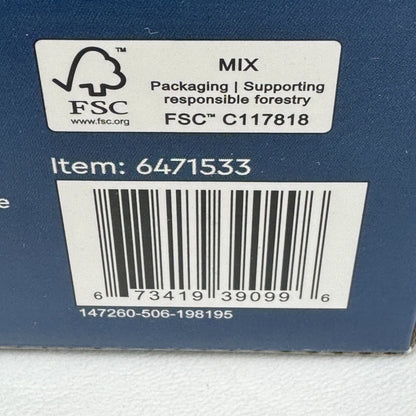 FSC™
www.fsc.org
MIX
Packaging | Supporting
responsible forestry
FSC™ C117818
Item: 6471533
e
6 73419 39099 6
147260-506-198195